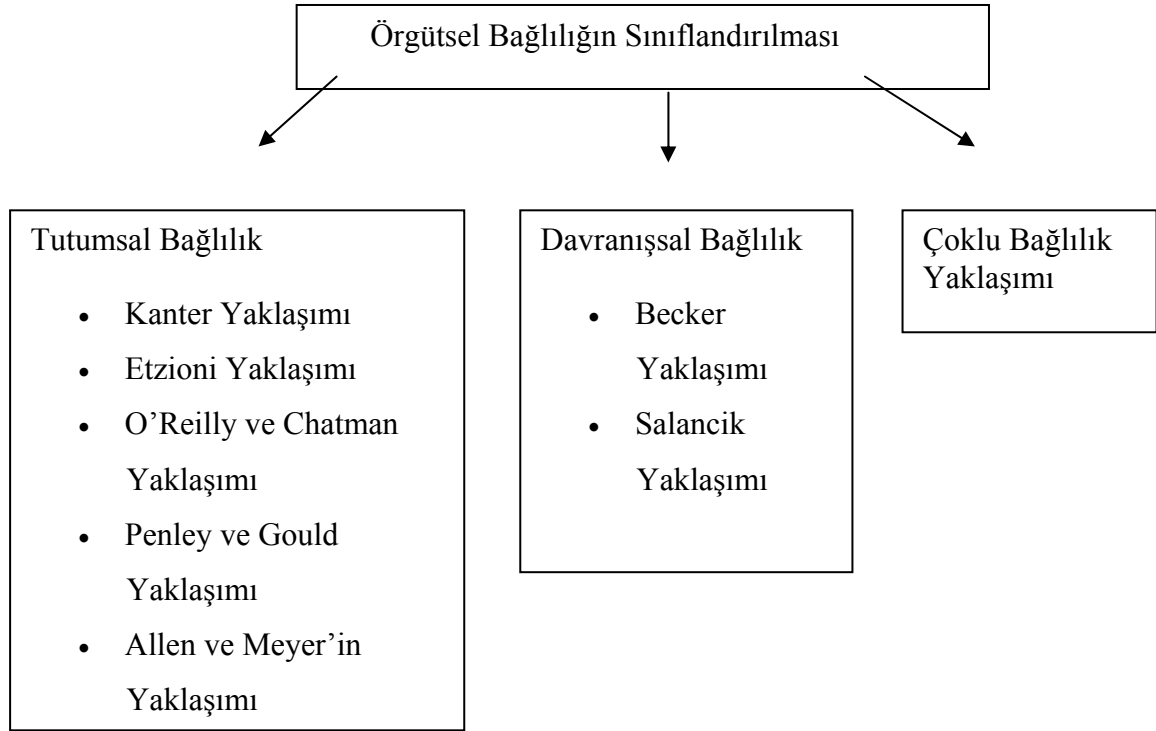 Örgütsel Bağlılığın Sınıflandırılması
Tutumsal Bağlılık
• Kanter Yaklaşımı
• Etzioni Yaklaşımı
• O’Reilly ve Chatman
Yaklaşımı
• Penley ve Gould
Yaklaşımı
• Allen ve Meyer’in
Yaklaşımı
Davranışsal Bağlılık
• Becker
Yaklaşımı
• Salancik
Yaklaşımı
Çoklu Bağlılık
Yaklaşımı